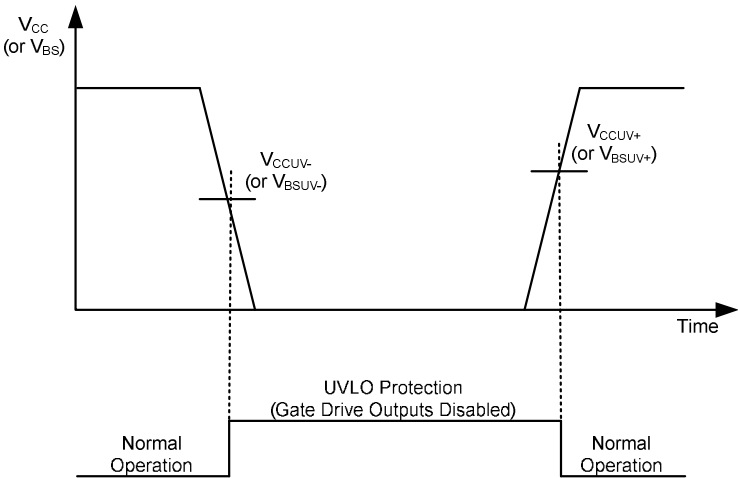 VCC
(or VBS)
VCCUV-
(or VBSUV-)
VCCUV+
(or VBSUV+)
Time
UVLO Protection
(Gate Drive Outputs Disabled)
Normal
Operation
Normal
Operation